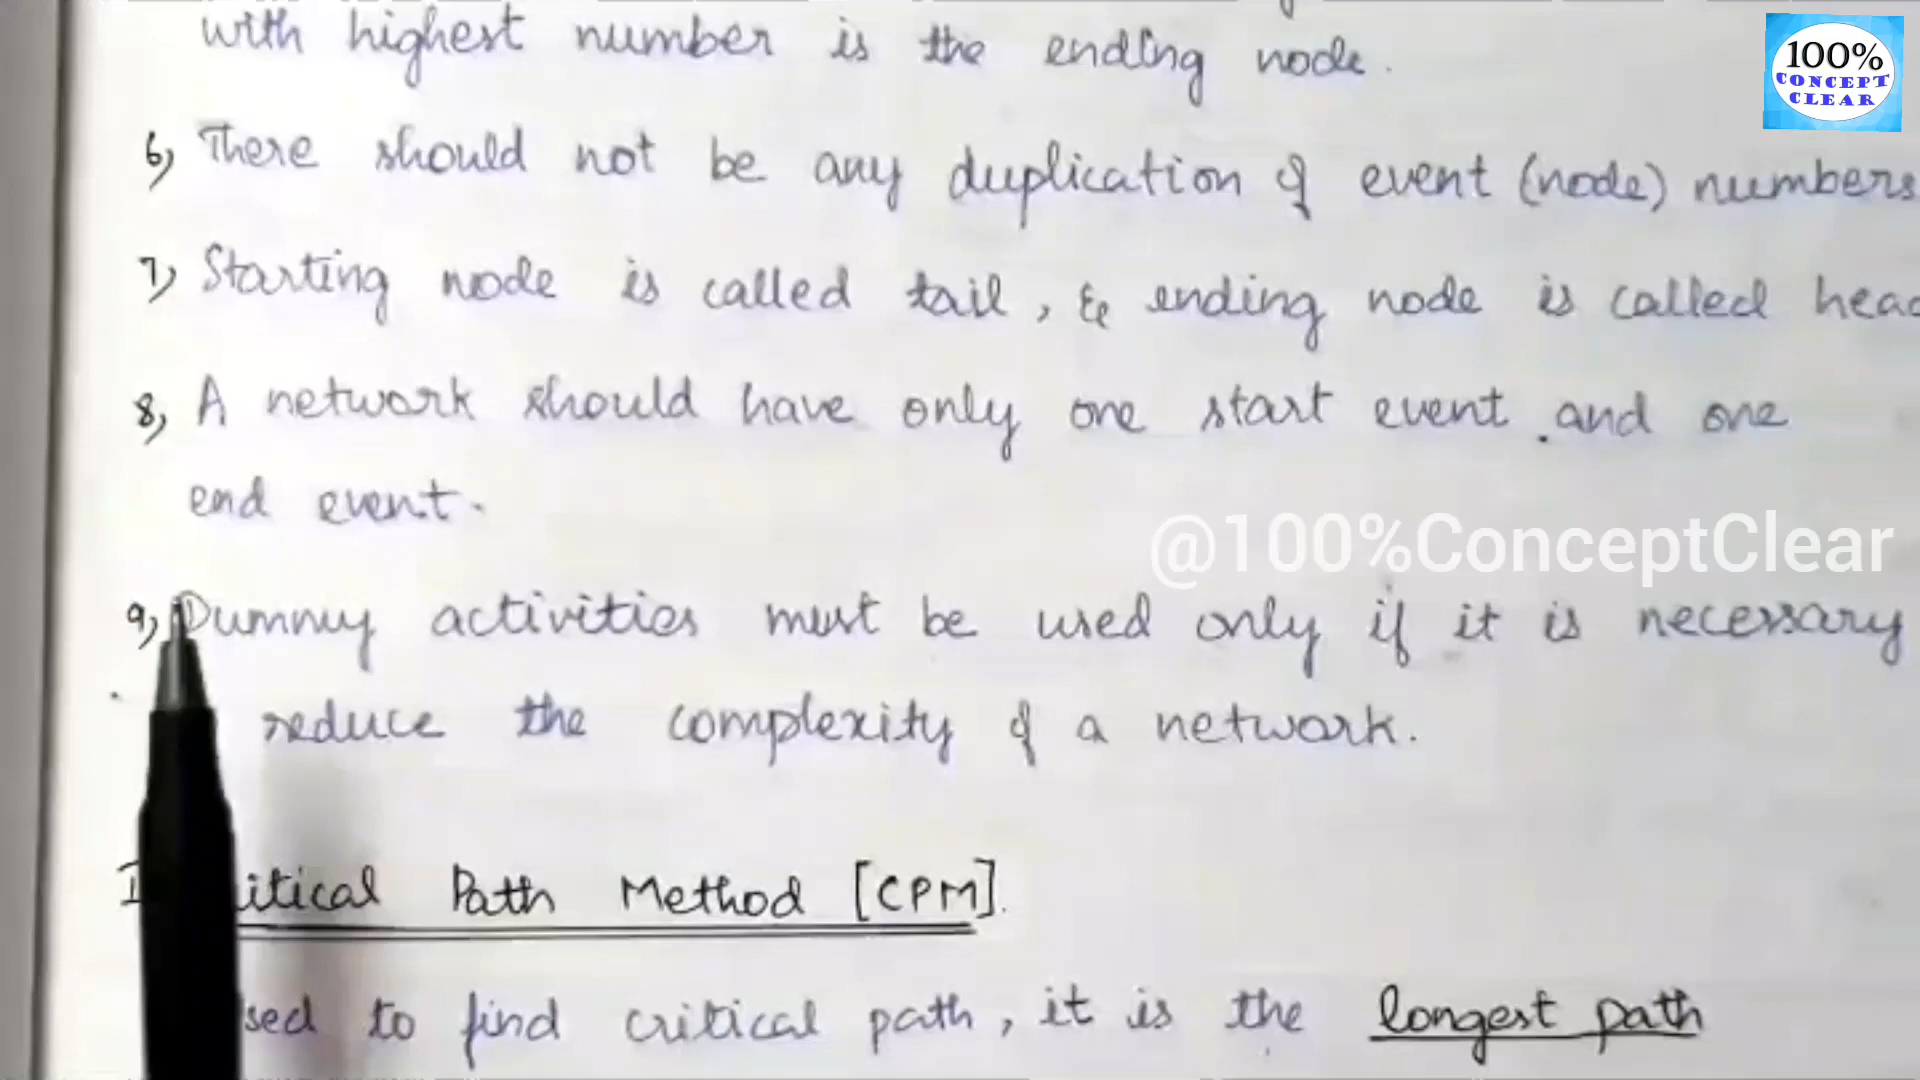 with highest number is the ending node.
6) There should not be any duplication of event (node) numbers
7) Starting node is called tail, & ending node is called head
8) A network should have only one start event and one
end event.
9) Dummy activities must be used only if it is necessary
reduce the complexity of a network.
Path Method [CPM].
to find critical path, it is the longest path
100%
CONCEPT
CLEAR
@100%ConceptClear